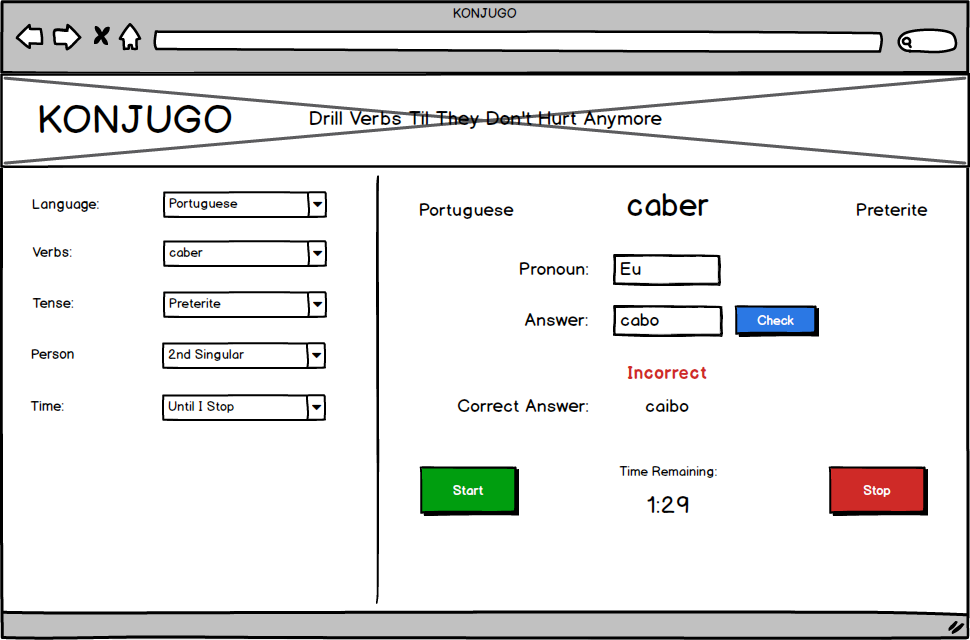 KONJUGO
KONJUGO
Drill Verbs Til They Don't Hurt Anymore
Language:
Portuguese
Verbs:
caber
Tense:
Preterite
Person
2nd Singular
Time:
Until I Stop
Portuguese
caber
Preterite
Pronoun:
Eu
Answer:
cabo
Check
Incorrect
Correct Answer:
caibo
Start
Time Remaining:
1:29
Stop